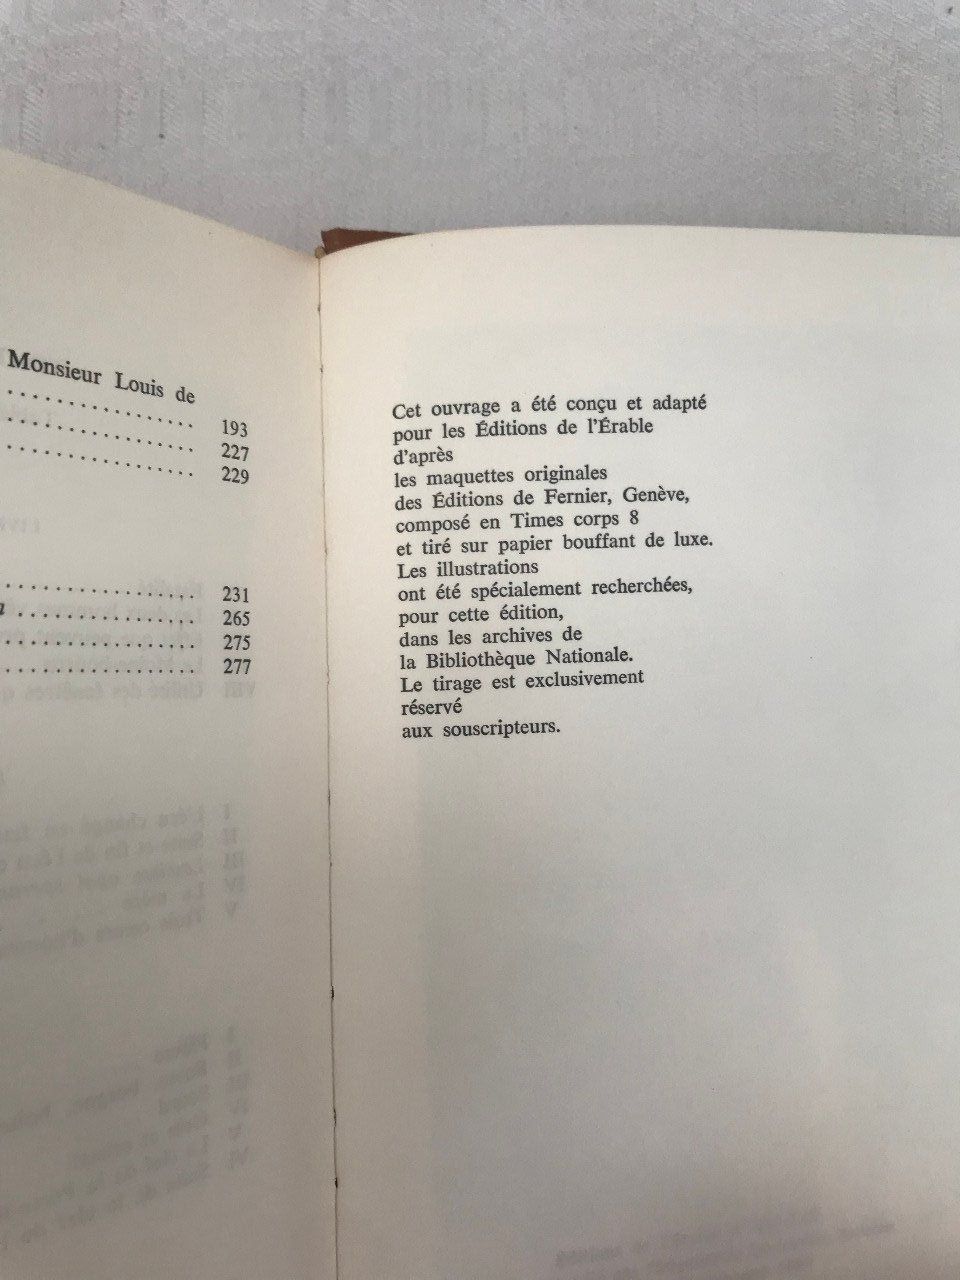 Monsieur Louis de
................ 193
................ 227
................ 229
................ 231
................ 265
................ 275
................ 277
Cet ouvrage a été conçu et adapté
pour les Éditions de l'Érable
d'après
les maquettes originales
des Éditions de Fernier, Genève,
composé en Times corps 8
et tiré sur papier bouffant de luxe.
Les illustrations
ont été spécialement recherchées,
pour cette édition,
dans les archives de
la Bibliothèque Nationale.
Le tirage est exclusivement
réservé
aux souscripteurs.